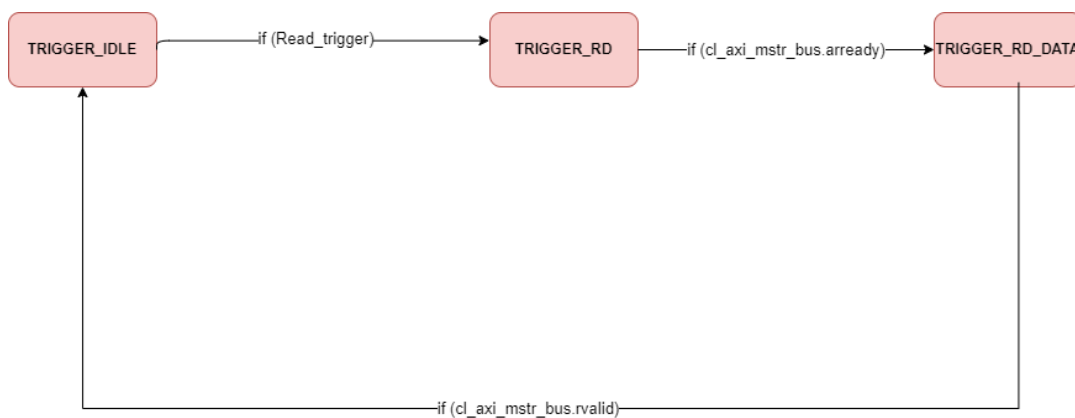 TRIGGER_IDLE
if (Read_trigger)
TRIGGER_RD
if (cl_axi_mstr_bus.arready)
TRIGGER_RD_DATA
if (cl_axi_mstr_bus.rvalid)